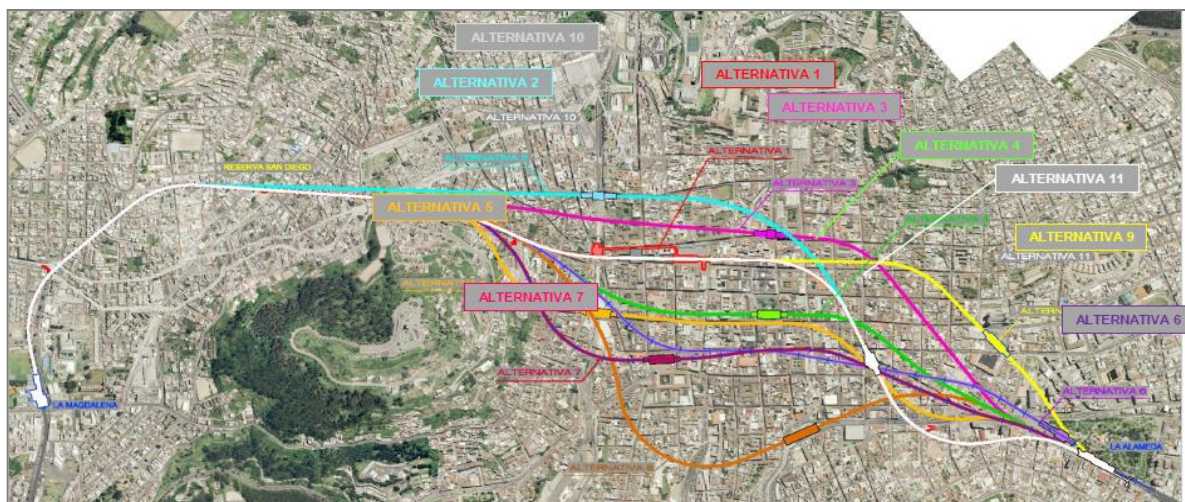 ALTERNATIVA 10
ALTERNATIVA 1
ALTERNATIVA 2
ALTERNATIVA 3
ALTERNATIVA 10
ALTERNATIVA 4
ALTERNATIVA 1
RESERVA SAN DIEGO
ALTERNATIVA 11
ALTERNATIVA 3
ALTERNATIVA 5
ALTERNATIVA 9
ALTERNATIVA 11
ALTERNATIVA 7
ALTERNATIVA 6
ALTERNATIVA 7
ALTERNATIVA 6
LA MAGDALENA
LA ALAMEDA